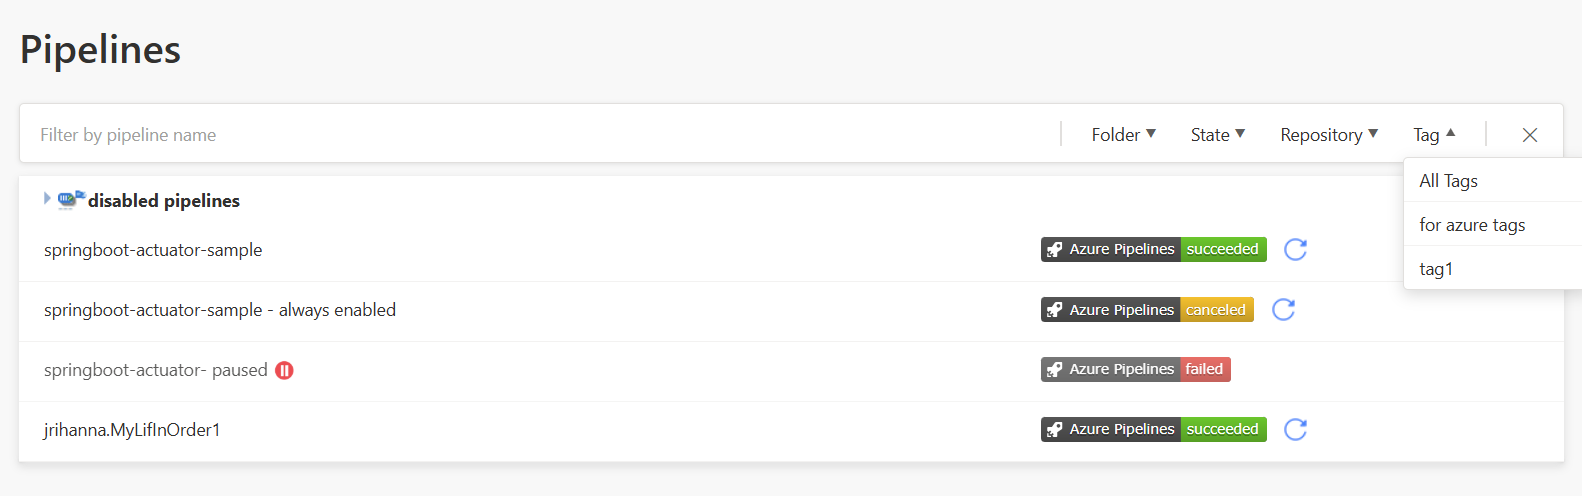 Pipelines
Filter by pipeline name Folder State Repository Tag
All Tags
disabled pipelines
for azure tags
springboot-actuator-sample Azure Pipelines succeeded
tag1
springboot-actuator-sample - always enabled Azure Pipelines canceled
springboot-actuator- paused Azure Pipelines failed
jrihanna.MyLifInOrder1 Azure Pipelines succeeded